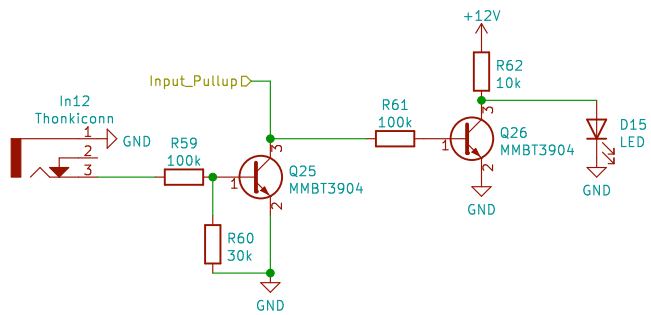 +12V
R62
10k
Input_Pullup
In12
Thonkiconn
1
GND
2
3
R59
100k
1
3
Q25
MMBT3904
2
R60
30k
GND
R61
100k
1
3
Q26
MMBT3904
2
GND
D15
LED
GND